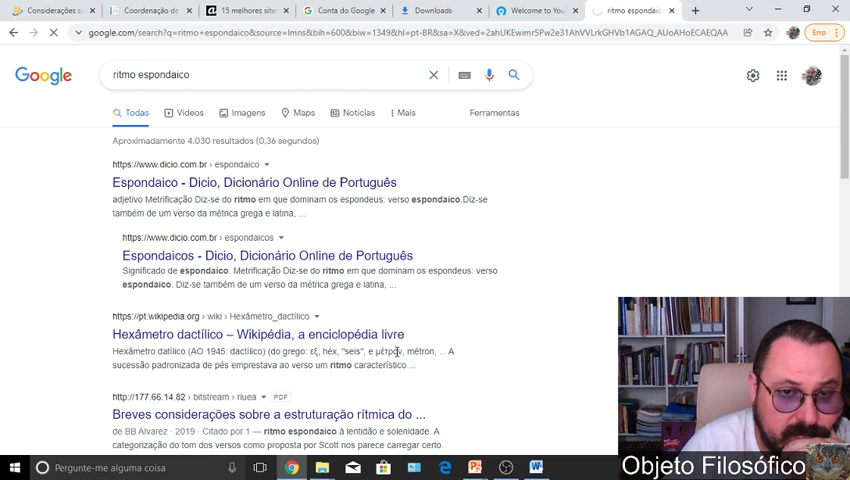 Considerações s
Coordenação de
15 melhores sit
Conta do Google
Downloads
Welcome to You
ritmo espondaic
google.com/search?q=ritmo+espondaico&source=lmns&bih=600&biw=1349&hl=pt-BR&sa=X&ved=2ahUKEwimr5Pw2e31AhVVLrkGHVb1AGAQ_AUoAHoECAEQAA
Erro
Google
ritmo espondaico
Todas
Vídeos
Imagens
Maps
Notícias
Mais
Ferramentas
Aproximadamente 4.030 resultados (0,36 segundos)
https://www.dicio.com.br › espondaico
Espondaico - Dicio, Dicionário Online de Português
adjetivo Metrificação Diz-se do ritmo em que dominam os espondeus: verso espondaico.Diz-se
também de um verso da métrica grega e latina, ...
https://www.dicio.com.br › espondaicos
Espondaicos - Dicio, Dicionário Online de Português
Significado de espondaico. Metrificação Diz-se do ritmo em que dominam os espondeus: verso
espondaico. Diz-se também de um verso da métrica grega e latina, ...
https://pt.wikipedia.org › wiki › Hexâmetro_dactílico
Hexâmetro dactílico – Wikipédia, a enciclopédia livre
Hexâmetro datílico (AO 1945: dactílico) (do grego: εξ, héx, "seis", e μέτρον, métron, ... A
sucessão padronizada de pés emprestava ao verso um ritmo característico ...
http://177.66.14.82 › bitstream › riuea
PDF
Breves considerações sobre a estruturação rítmica do ...
de BB Alvarez · 2019 · Citado por 1 — ritmo espondaico à lentidão e solenidade. A
categorização do tom dos versos como proposta por Scott nos parece carregar certo.
Pergunte-me alguma coisa
Objeto Filosófico